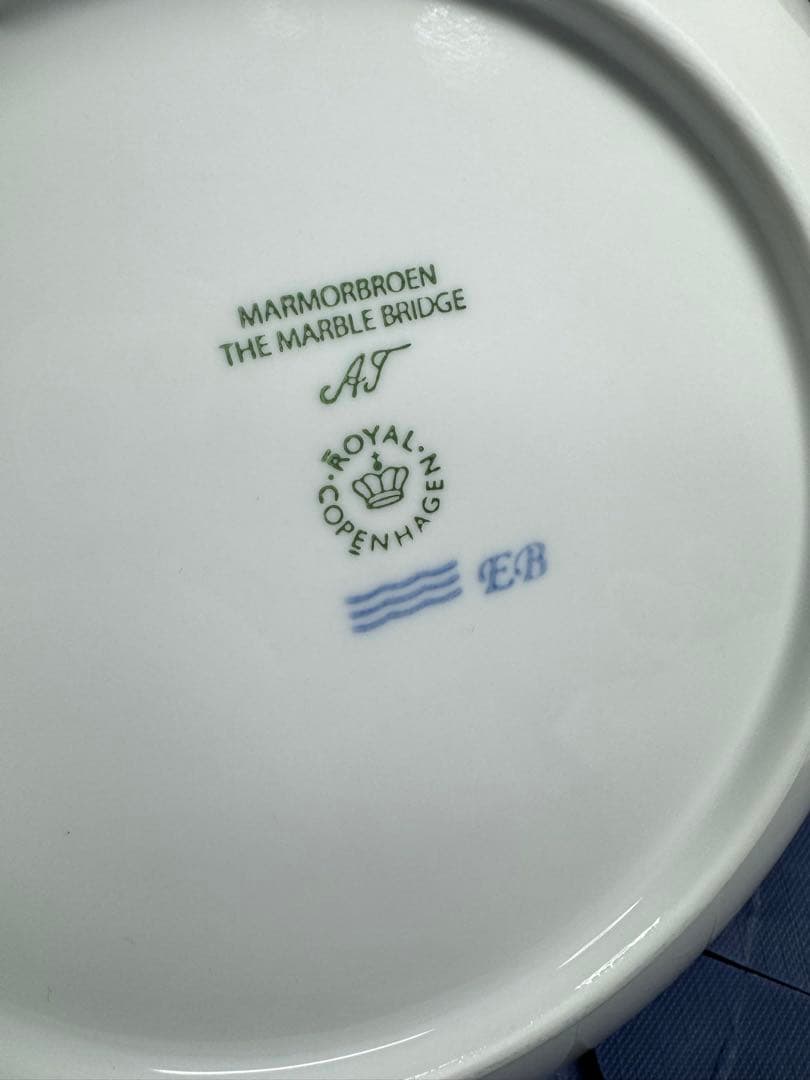 MARMORBROEN
THE MARBLE BRIDGE
AT
ROYAL
COPENHAGEN
EB